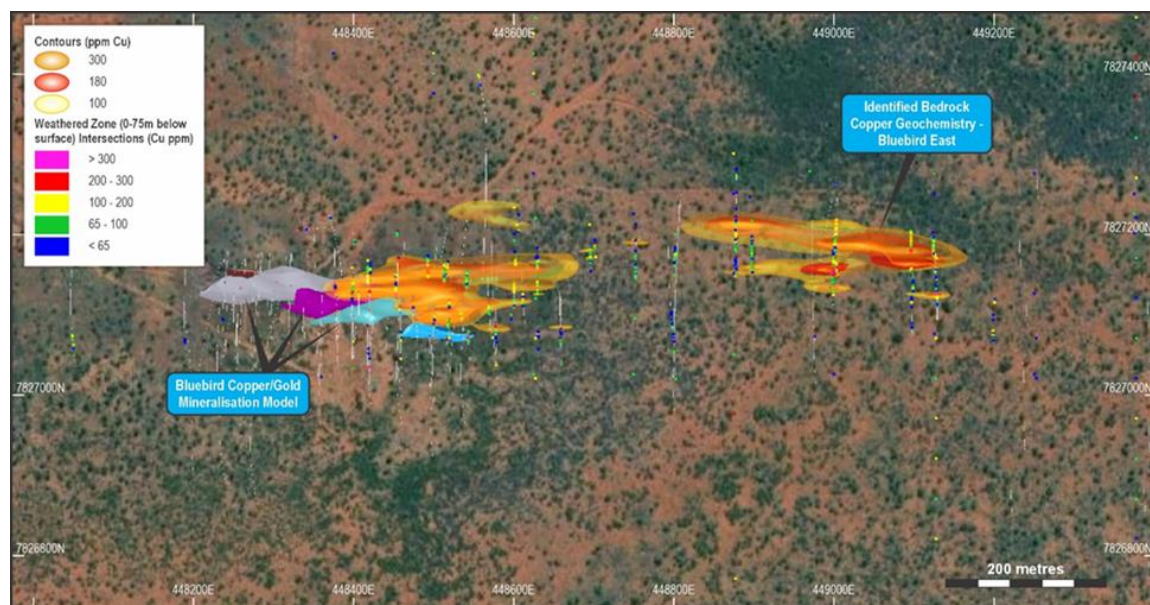 448400E
448600E
448800E
449000E
449200E
Contours (ppm Cu)
300
180
100
Weathered Zone (0-75m below
surface) Intersections (Cu ppm)
> 300
200 - 300
100 - 200
65 - 100
< 65
7827400N
Identified Bedrock
Copper Geochemistry -
Bluebird East
7827200N
Bluebird Copper/Gold
Mineralisation Model
7827000N
7827000N
7826800N
7826800N
200 metres
448200E
448400E
448600E
448800E
449000E